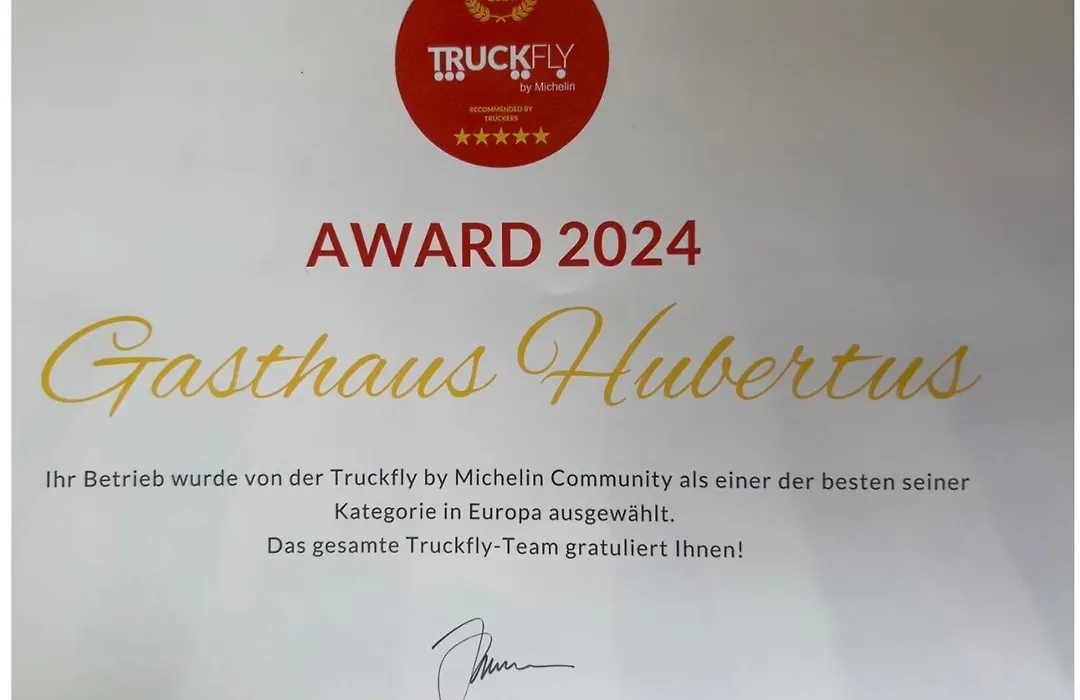 TRUCKFLY
by Michelin
RECOMMENDED BY
TRUCKERS
AWARD 2024
Gasthaus Hubertus
Ihr Betrieb wurde von der Truckfly by Michelin Community als einer der besten seiner
Kategorie in Europa ausgewählt.
Das gesamte Truckfly-Team gratuliert Ihnen!